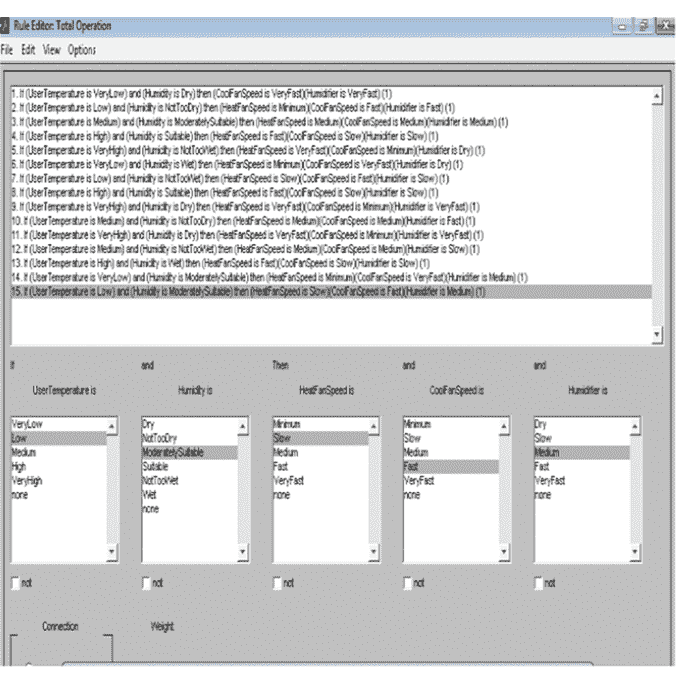 Rule Editor: Total Operation
File Edit View Options
1. If (UserTemperature is VeryLow) and (Humidity is Dry) then (CoolFanSpeed is VeryFast)(Humidifier is VeryFast) (1)
2. If (UserTemperature is Low) and (Humidity is NotTooDry) then (HeatFanSpeed is Minimum)(CoolFanSpeed is Fast)(Humidifier is Fast) (1)
3. If (UserTemperature is Medium) and (Humidity is ModeratelySuitable) then (HeatFanSpeed is Medium)(CoolFanSpeed is Medium)(Humidifier is Medium) (1)
4. If (UserTemperature is High) and (Humidity is Suitable) then (HeatFanSpeed is Fast)(CoolFanSpeed is Slow)(Humidifier is Slow) (1)
5. If (UserTemperature is VeryHigh) and (Humidity is NotTooWet) then (HeatFanSpeed is VeryFast)(CoolFanSpeed is Minimum)(Humidifier is Dry) (1)
6. If (UserTemperature is VeryLow) and (Humidity is Wet) then (HeatFanSpeed is Minimum)(CoolFanSpeed is VeryFast)(Humidifier is Dry) (1)
7. If (UserTemperature is Low) and (Humidity is NotTooWet) then (HeatFanSpeed is Slow)(CoolFanSpeed is Fast)(Humidifier is Slow) (1)
8. If (UserTemperature is High) and (Humidity is Suitable) then (HeatFanSpeed is Fast)(CoolFanSpeed is Slow)(Humidifier is Slow) (1)
9. If (UserTemperature is VeryHigh) and (Humidity is Dry) then (HeatFanSpeed is VeryFast)(CoolFanSpeed is Minimum)(Humidifier is VeryFast) (1)
10. If (UserTemperature is Medium) and (Humidity is NotTooDry) then (HeatFanSpeed is Medium)(CoolFanSpeed is Medium)(Humidifier is Fast) (1)
11. If (UserTemperature is VeryHigh) and (Humidity is Dry) then (HeatFanSpeed is VeryFast)(CoolFanSpeed is Minimum)(Humidifier is VeryFast) (1)
12. If (UserTemperature is Medium) and (Humidity is NotTooWet) then (HeatFanSpeed is Medium)(CoolFanSpeed is Medium)(Humidifier is Slow) (1)
13. If (UserTemperature is High) and (Humidity is Wet) then (HeatFanSpeed is Fast)(CoolFanSpeed is Slow)(Humidifier is Slow) (1)
14. If (UserTemperature is VeryLow) and (Humidity is ModeratelySuitable) then (HeatFanSpeed is Minimum)(CoolFanSpeed is VeryFast)(Humidifier is Medium) (1)
15. If (UserTemperature is Low) and (Humidity is ModeratelySuitable) then (HeatFanSpeed is Slow)(CoolFanSpeed is Fast)(Humidifier is Medium) (1)
If and Then and and
UserTemperature is Humidity is HeatFanSpeed is CoolFanSpeed is Humidifier is
VeryLow Dry Minimum Minimum Dry
Low NotTooDry Slow Slow Slow
Medium ModeratelySuitable Medium Medium Medium
High Suitable Fast Fast Fast
VeryHigh NotTooWet VeryFast VeryFast VeryFast
none Wet none none none
none
not not not not not
Connection Weight: